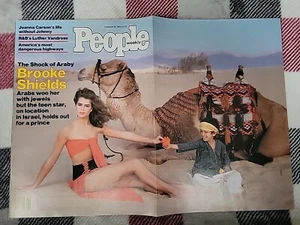 Joanna Carson's life
without Johnny
R&B's Luther Vandross
America's most
dangerous highways
People
weekly
The Shock of Araby
Brooke
Shields
Arabs woo her
with jewels
but the teen star,
on location
in Israel, holds out
for a prince